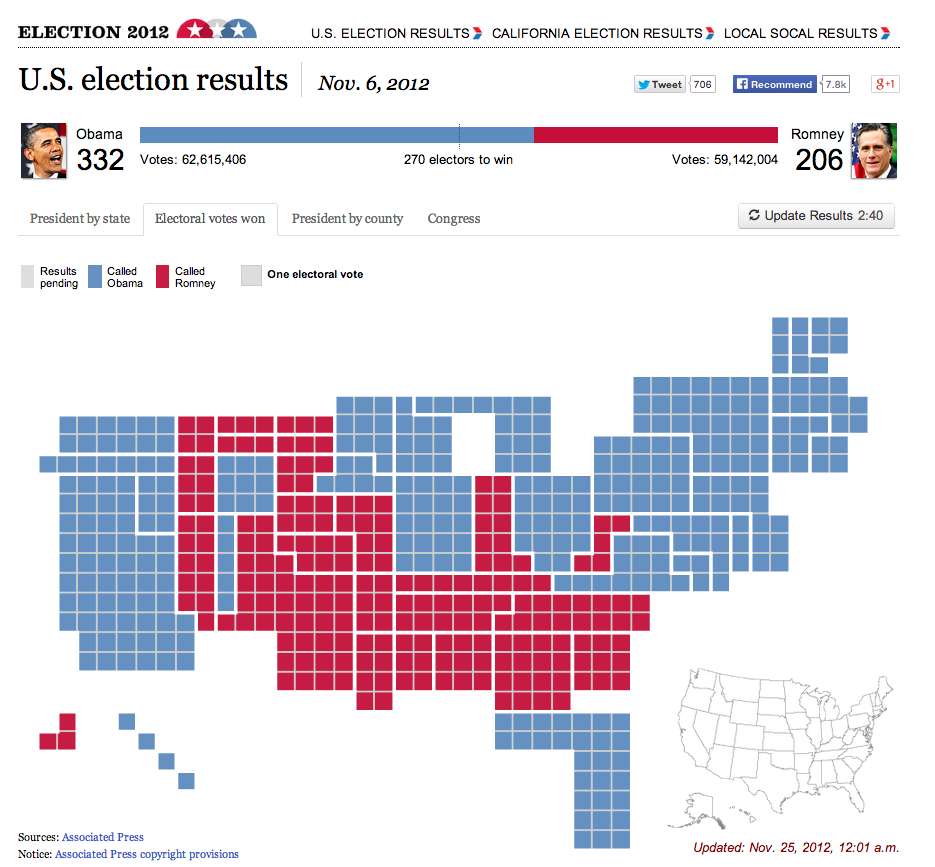 ELECTION 2012
U.S. ELECTION RESULTS CALIFORNIA ELECTION RESULTS LOCAL SOCAL RESULTS
U.S. election results Nov. 6, 2012
Tweet 706 Recommend 7.8k g+1
Obama
332
Votes: 62,615,406
270 electors to win
Romney
206
Votes: 59,142,004
President by state Electoral votes won President by county Congress
Update Results 2:40
Results pending
Called Obama
Called Romney
One electoral vote
Sources: Associated Press
Notice: Associated Press copyright provisions
Updated: Nov. 25, 2012, 12:01 a.m.